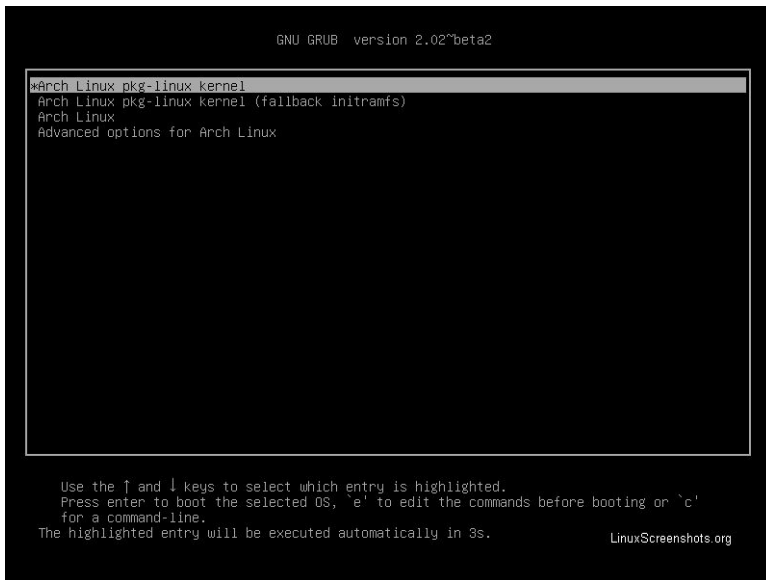 GNU GRUB  version 2.02~beta2
*Arch Linux pkg-linux kernel
Arch Linux pkg-linux kernel (fallback initramfs)
Arch Linux
Advanced options for Arch Linux
Use the ↑ and ↓ keys to select which entry is highlighted.
Press enter to boot the selected OS, `e' to edit the commands before booting or `c'
for a command-line.
The highlighted entry will be executed automatically in 3s.
LinuxScreenshots.org